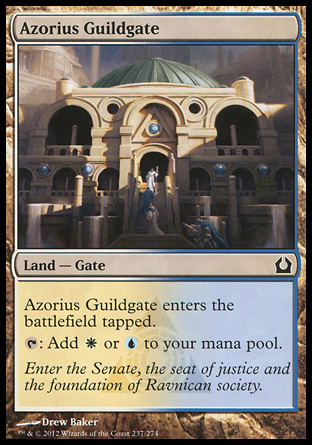 Azorius Guildgate
Land — Gate
Azorius Guildgate enters the
battlefield tapped.
: Add or to your mana pool.
Enter the Senate, the seat of justice and
the foundation of Ravnican society.
Drew Baker
™ & © 2012 Wizards of the Coast 237/274